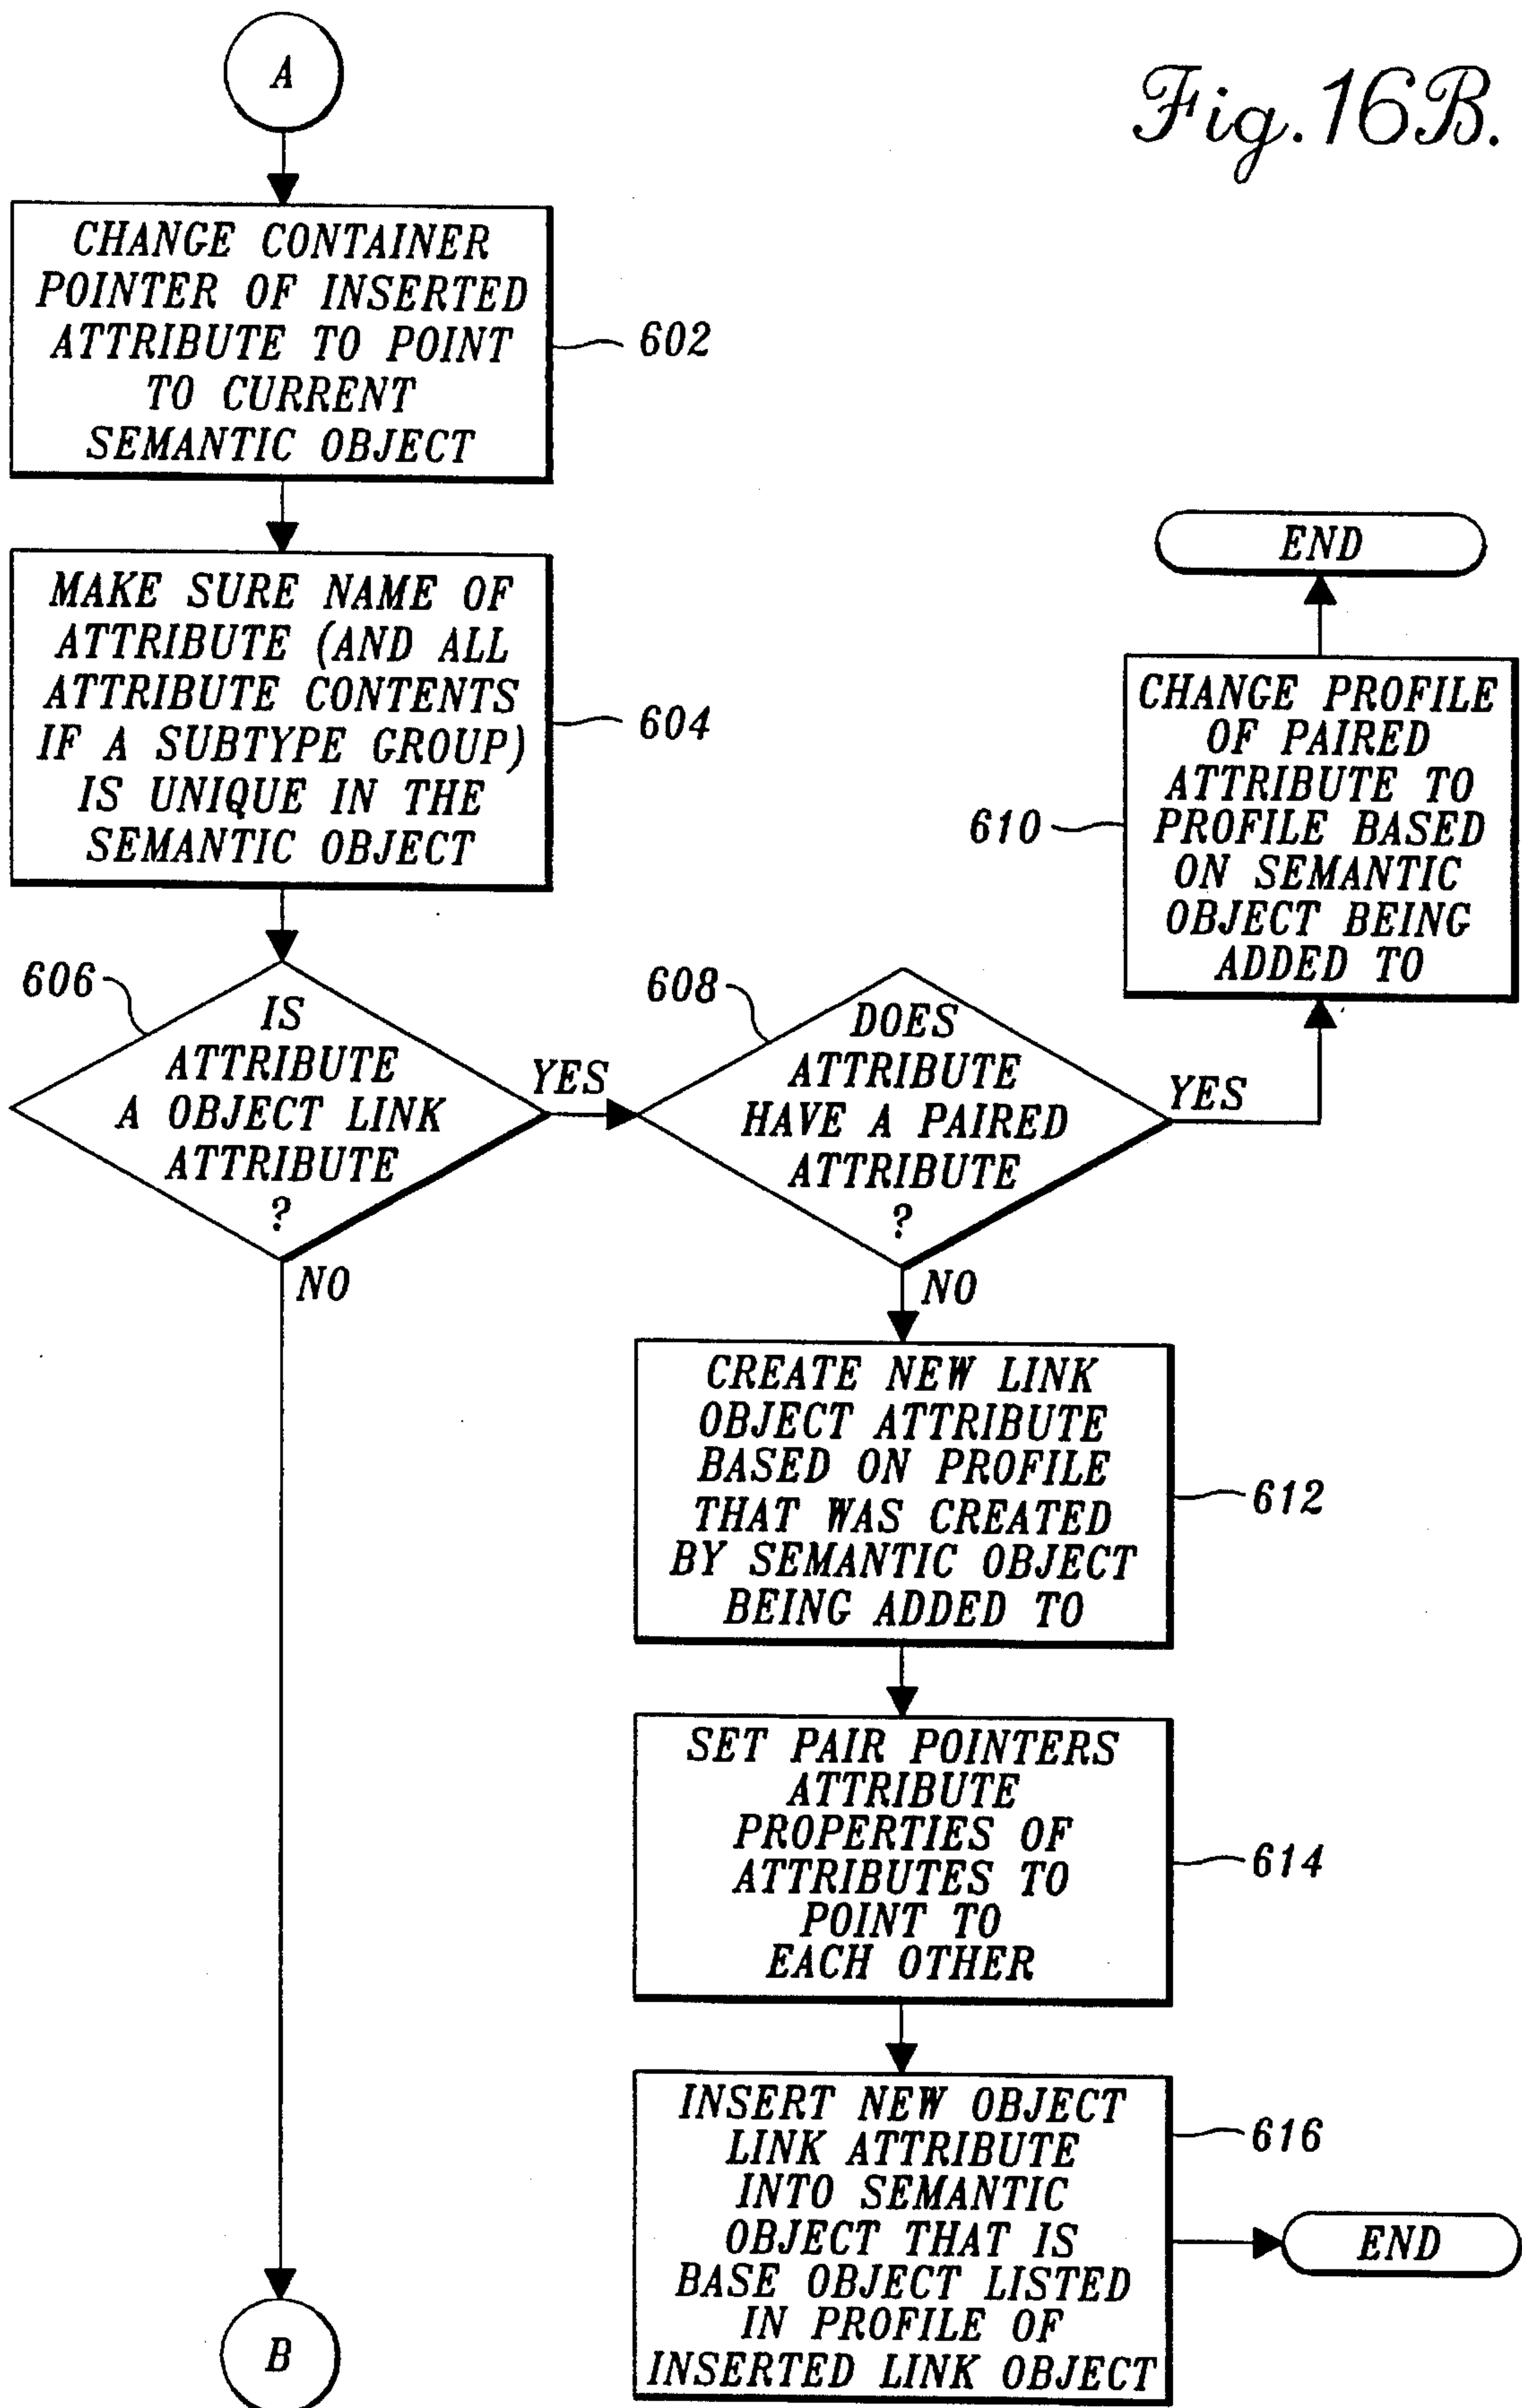 Fig. 16B.
A
CHANGE CONTAINER
POINTER OF INSERTED
ATTRIBUTE TO POINT
TO CURRENT
SEMANTIC OBJECT
602
MAKE SURE NAME OF
ATTRIBUTE (AND ALL
ATTRIBUTE CONTENTS
IF A SUBTYPE GROUP)
IS UNIQUE IN THE
SEMANTIC OBJECT
604
606
IS
ATTRIBUTE
A OBJECT LINK
ATTRIBUTE
?
YES
NO
608
DOES
ATTRIBUTE
HAVE A PAIRED
ATTRIBUTE
?
YES
NO
END
CHANGE PROFILE
OF PAIRED
ATTRIBUTE TO
PROFILE BASED
ON SEMANTIC
OBJECT BEING
ADDED TO
610
CREATE NEW LINK
OBJECT ATTRIBUTE
BASED ON PROFILE
THAT WAS CREATED
BY SEMANTIC OBJECT
BEING ADDED TO
612
SET PAIR POINTERS
ATTRIBUTE
PROPERTIES OF
ATTRIBUTES TO
POINT TO
EACH OTHER
614
INSERT NEW OBJECT
LINK ATTRIBUTE
INTO SEMANTIC
OBJECT THAT IS
BASE OBJECT LISTED
IN PROFILE OF
INSERTED LINK OBJECT
616
END
B